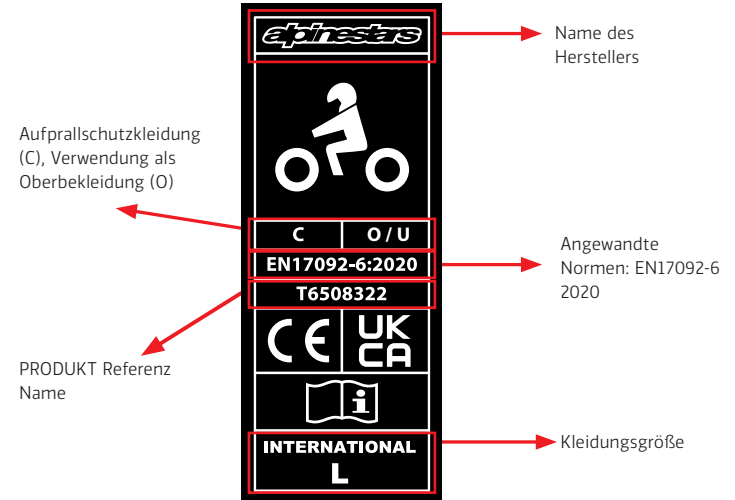 alpinestars
Name des
Herstellers
Aufprallschutzkleidung
(C), Verwendung als
Oberbekleidung (O)
C
O / U
EN17092-6:2020
Angewandte
Normen: EN17092-6
2020
T6508322
PRODUKT Referenz
Name
CE
UK
CA
i
INTERNATIONAL
L
Kleidungsgröße